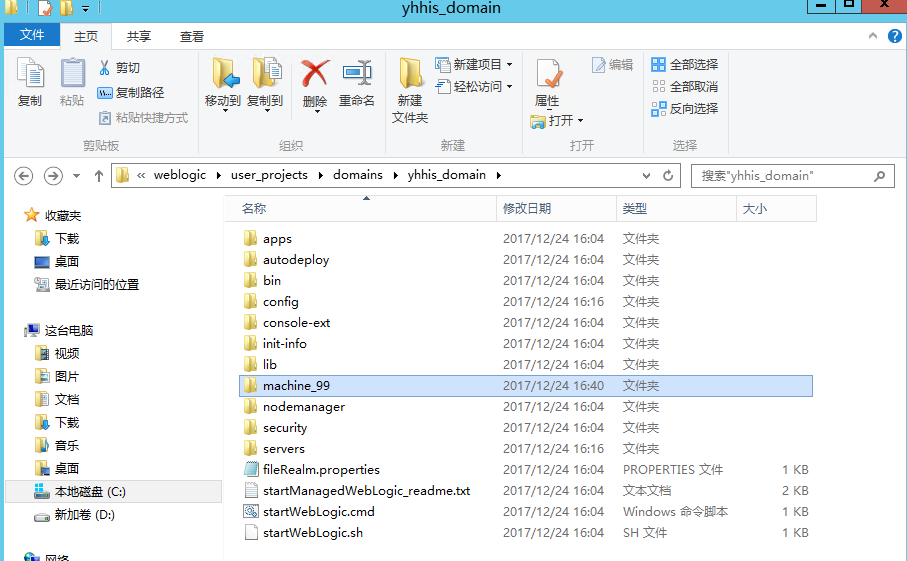 yhhis_domain
文件 主页 共享 查看
复制 粘贴 剪切 复制路径 粘贴快捷方式
剪贴板
移动到 复制到 删除 重命名
组织
新建文件夹 新建项目 轻松访问
新建
属性 打开 编辑
打开
全部选择 全部取消 反向选择
选择
« weblogic user_projects domains yhhis_domain 搜索"yhhis_domain"
收藏夹
下载
桌面
最近访问的位置
这台电脑
视频
图片
文档
下载
音乐
桌面
本地磁盘 (C:)
新加卷 (D:)
网络
名称 修改日期 类型 大小
apps 2017/12/24 16:04 文件夹
autodeploy 2017/12/24 16:04 文件夹
bin 2017/12/24 16:04 文件夹
config 2017/12/24 16:16 文件夹
console-ext 2017/12/24 16:04 文件夹
init-info 2017/12/24 16:04 文件夹
lib 2017/12/24 16:04 文件夹
machine_99 2017/12/24 16:40 文件夹
nodemanager 2017/12/24 16:04 文件夹
security 2017/12/24 16:04 文件夹
servers 2017/12/24 16:16 文件夹
fileRealm.properties 2017/12/24 16:04 PROPERTIES 文件 1 KB
startManagedWebLogic_readme.txt 2017/12/24 16:04 文本文档 2 KB
startWebLogic.cmd 2017/12/24 16:04 Windows 命令脚本 1 KB
startWebLogic.sh 2017/12/24 16:04 SH 文件 1 KB